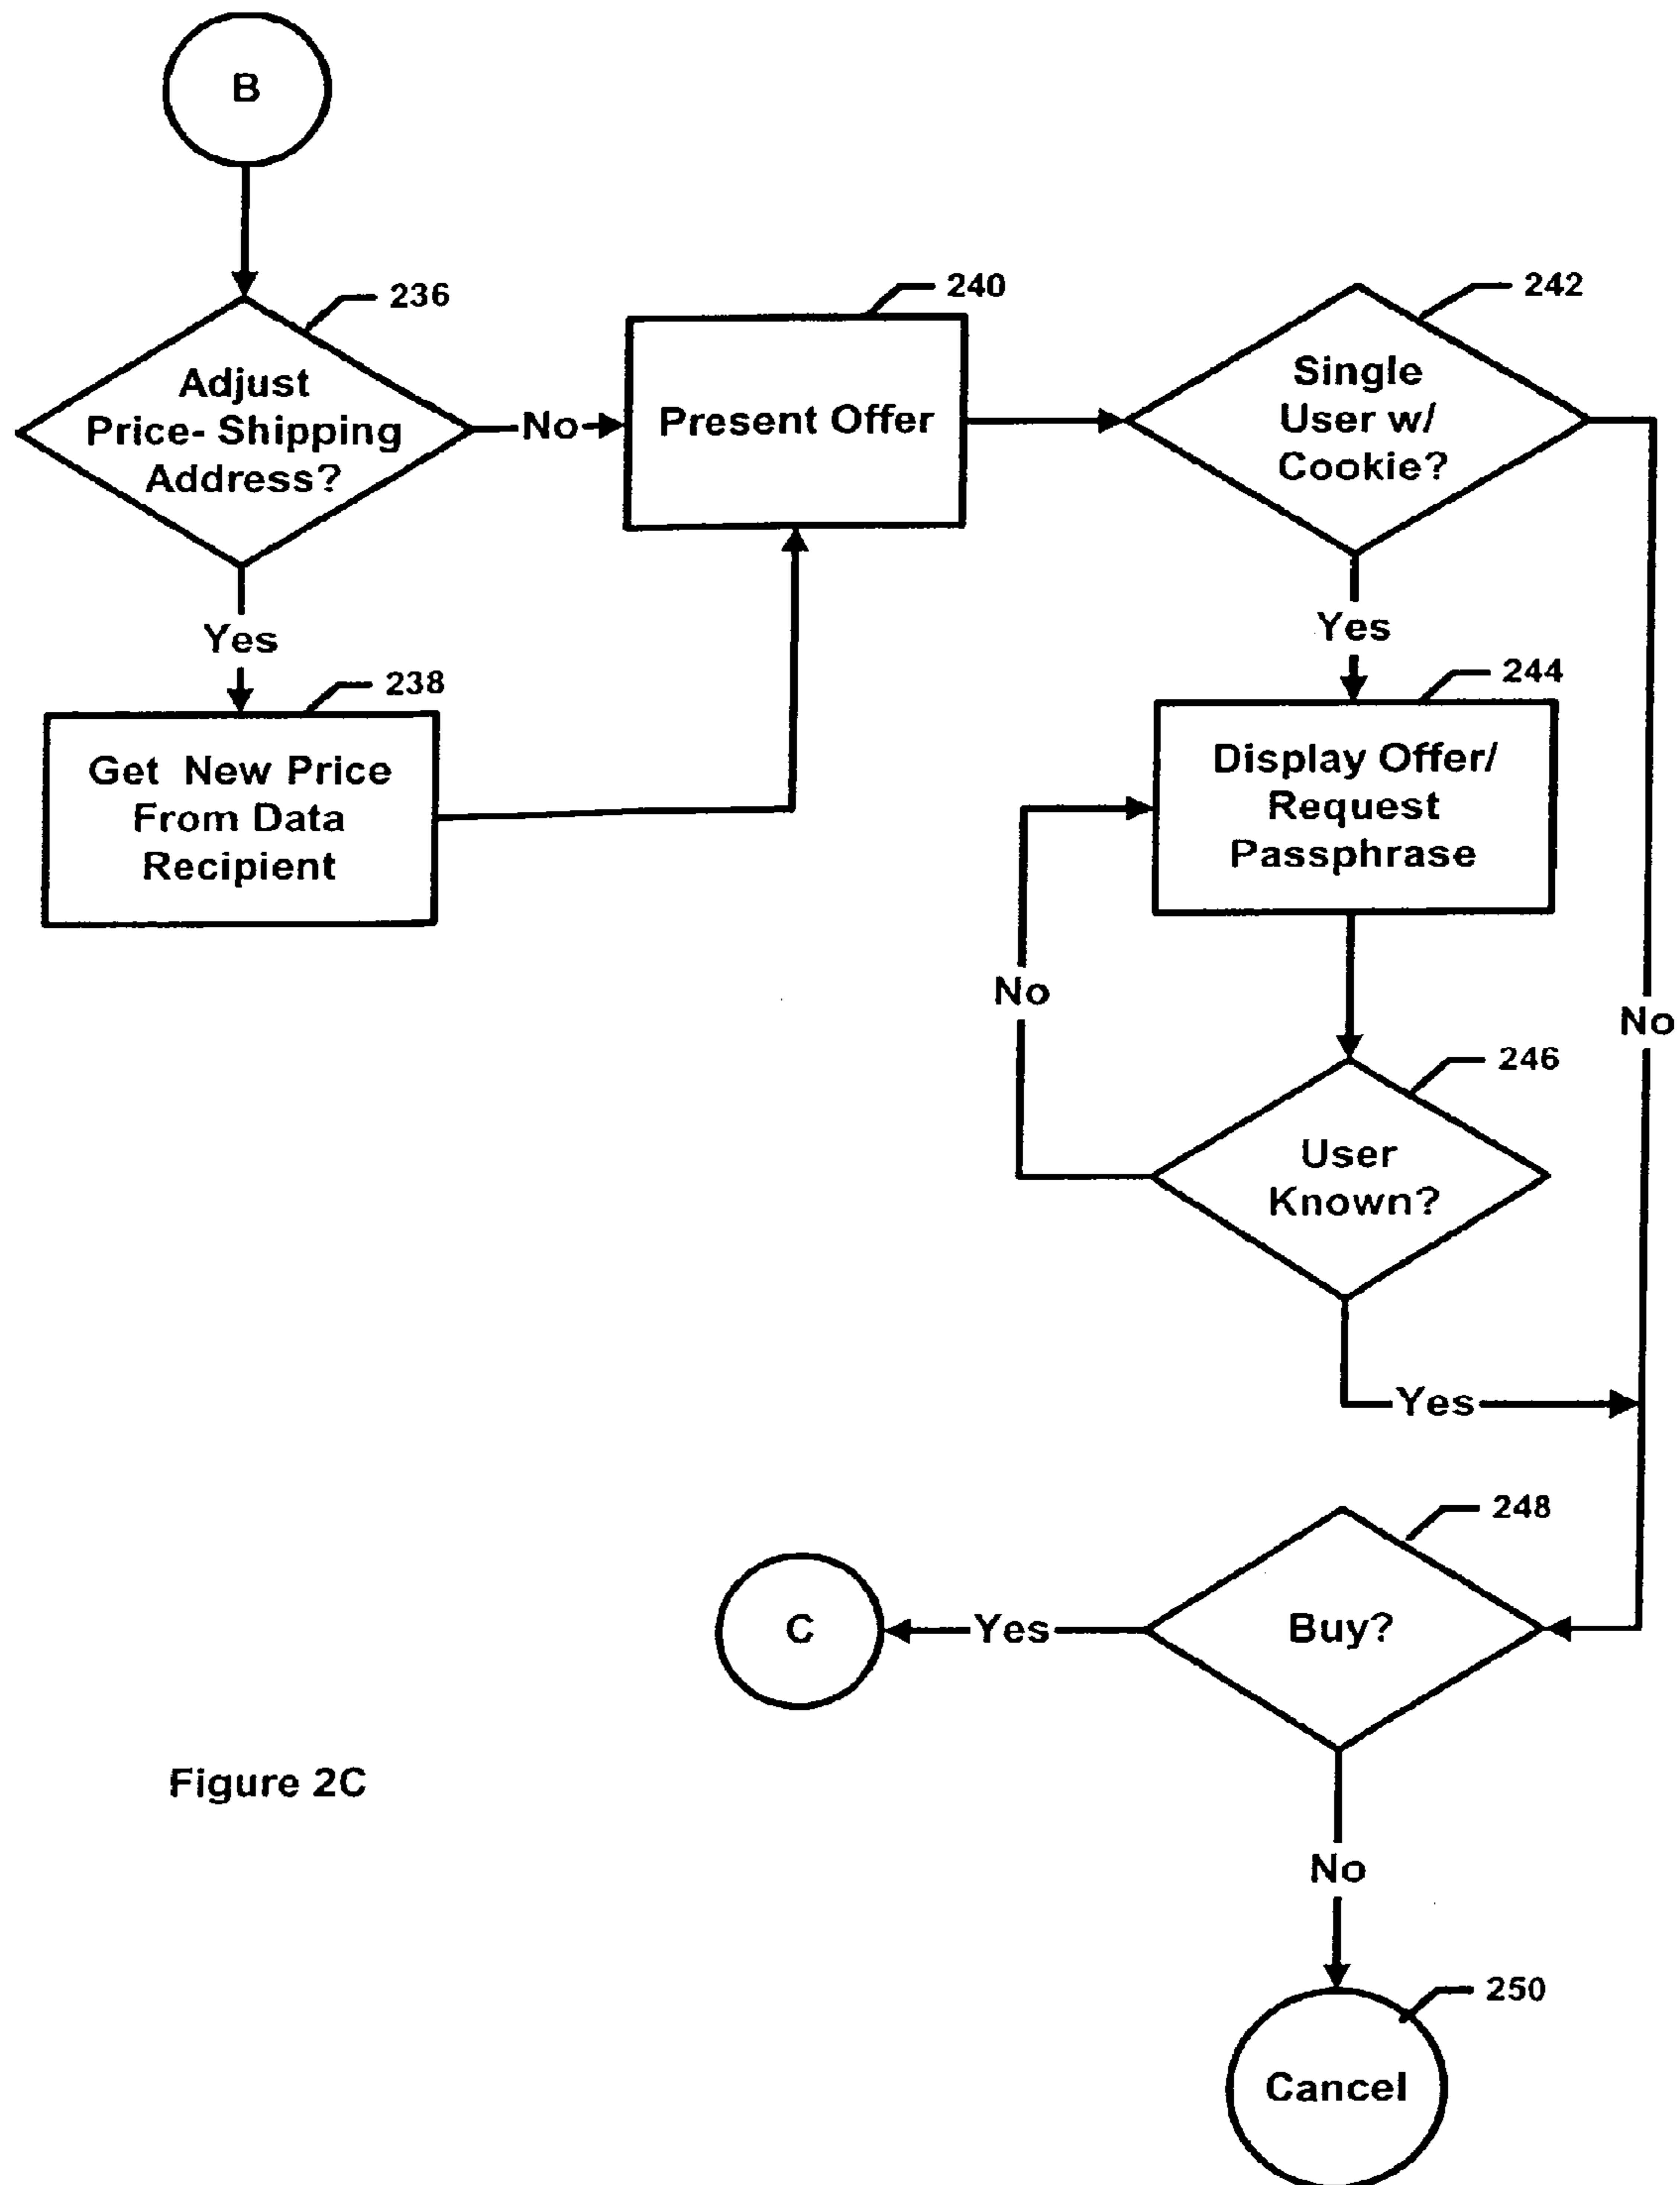 B
236
Adjust
Price- Shipping
Address?
No
240
Present Offer
242
Single
User w/
Cookie?
Yes
238
Get New Price
From Data
Recipient
Yes
244
Display Offer/
Request
Passphrase
No
No
246
User
Known?
Yes
248
Buy?
Yes
C
Figure 2C
No
250
Cancel